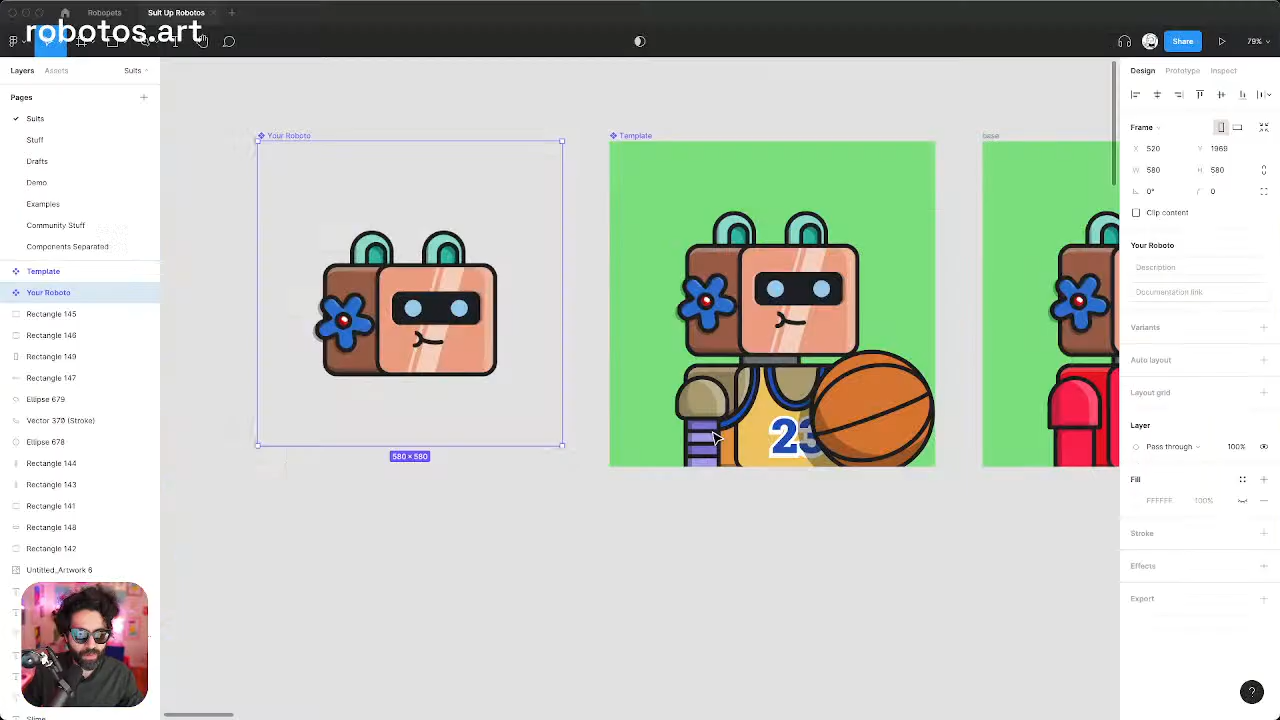 Robopets
Suit Up Robotos
robotos.art
Share
79%
Layers
Assets
Suits
Pages
Suits
Stuff
Drafts
Demo
Examples
Community Stuff
Components Separated
Template
Your Roboto
Rectangle 145
Rectangle 146
Rectangle 149
Rectangle 147
Ellipse 679
Vector 370 (Stroke)
Ellipse 678
Rectangle 144
Rectangle 143
Rectangle 141
Rectangle 148
Rectangle 142
Untitled_Artwork 6
Your Roboto
580 × 580
Template
23
base
Design
Prototype
Inspect
Frame
X 520
Y 1969
W 580
H 580
0°
0
Clip content
Your Roboto
Description
Documentation link
Variants
Auto layout
Layout grid
Layer
Pass through
100%
Fill
FFFFFF
100%
Stroke
Effects
Export
?